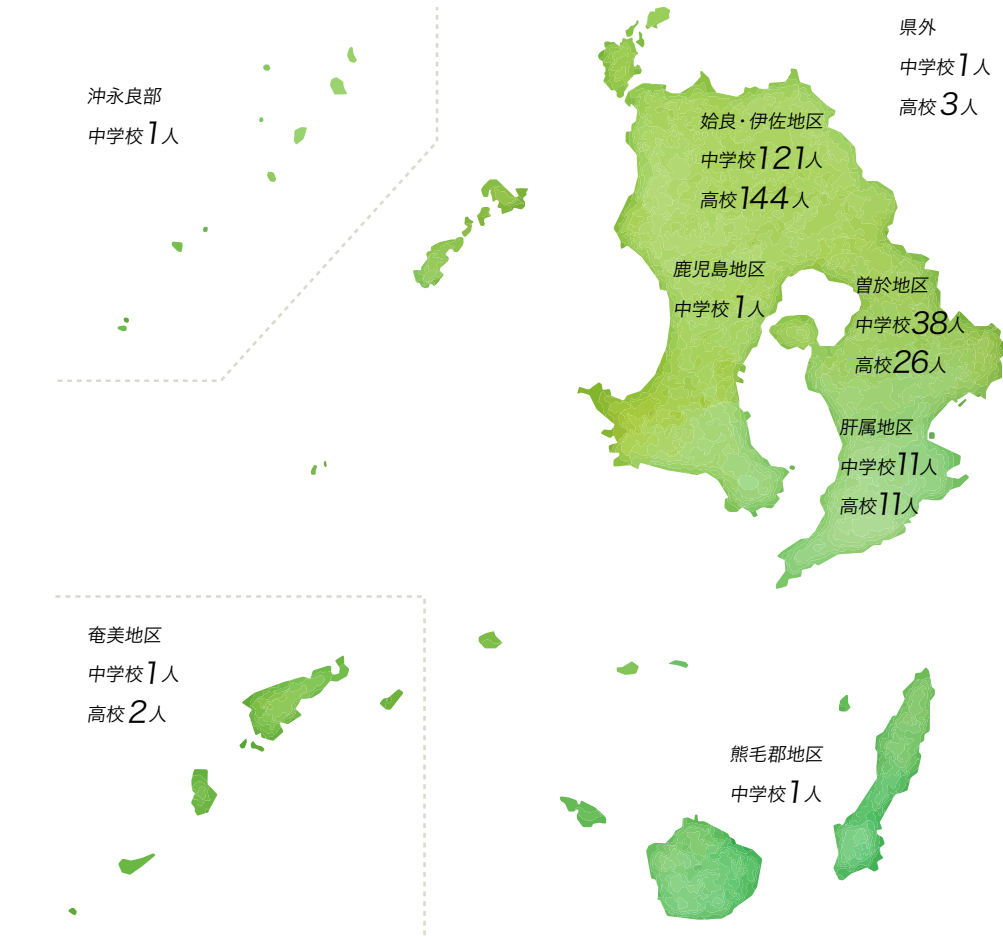 沖永良部
中学校1人
県外
中学校1人
高校3人
姶良・伊佐地区
中学校121人
高校144人
鹿児島地区
中学校1人
曽於地区
中学校38人
高校26人
肝属地区
中学校11人
高校11人
奄美地区
中学校1人
高校2人
熊毛郡地区
中学校1人